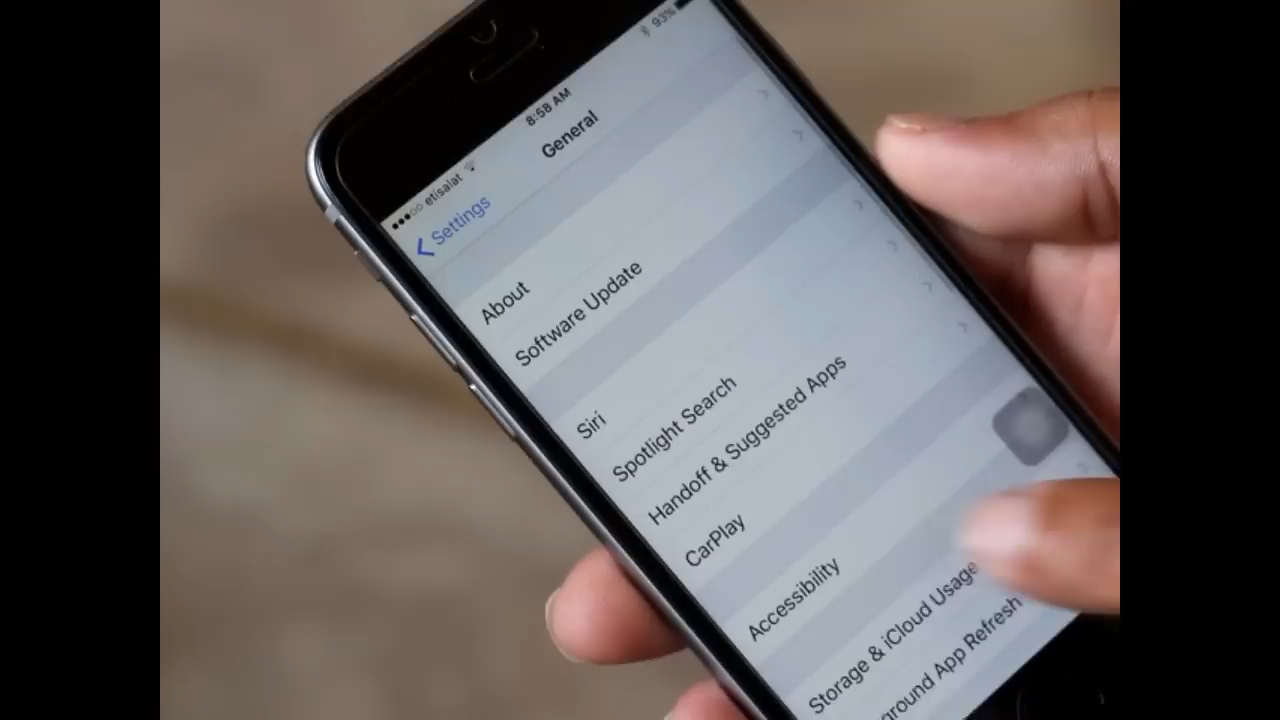 ●●●○○ etisalat 8:58 AM 93%
Settings General
About
Software Update
Siri
Spotlight Search
Handoff & Suggested Apps
CarPlay
Accessibility
Storage & iCloud Usage
ground App Refresh